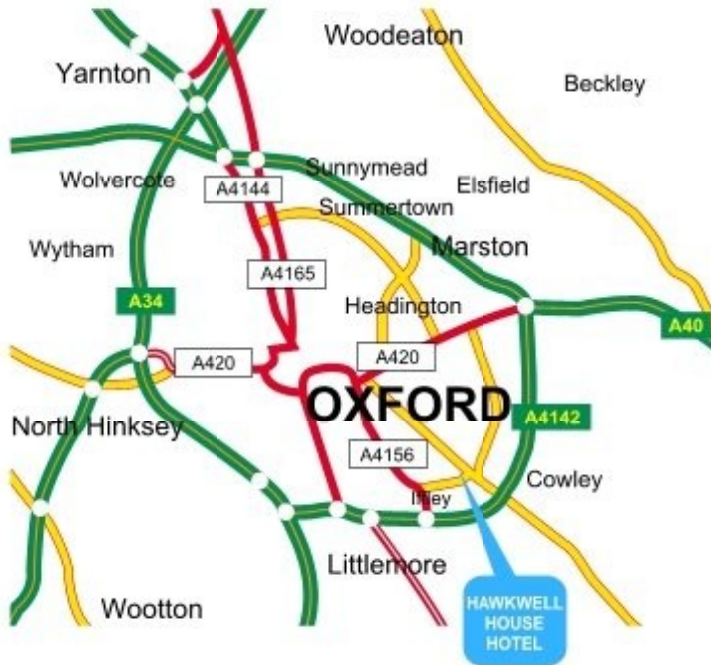 Woodeaton
Yarnton
Beckley
Sunnymead
Wolvercote
A4144
Elsfield
Summertown
Wytham
Marston
A4165
A34
Headington
A40
A420
A420
OXFORD
A4142
North Hinksey
A4156
Cowley
Iffley
Littlemore
Wootton
HAWKWELL
HOUSE
HOTEL